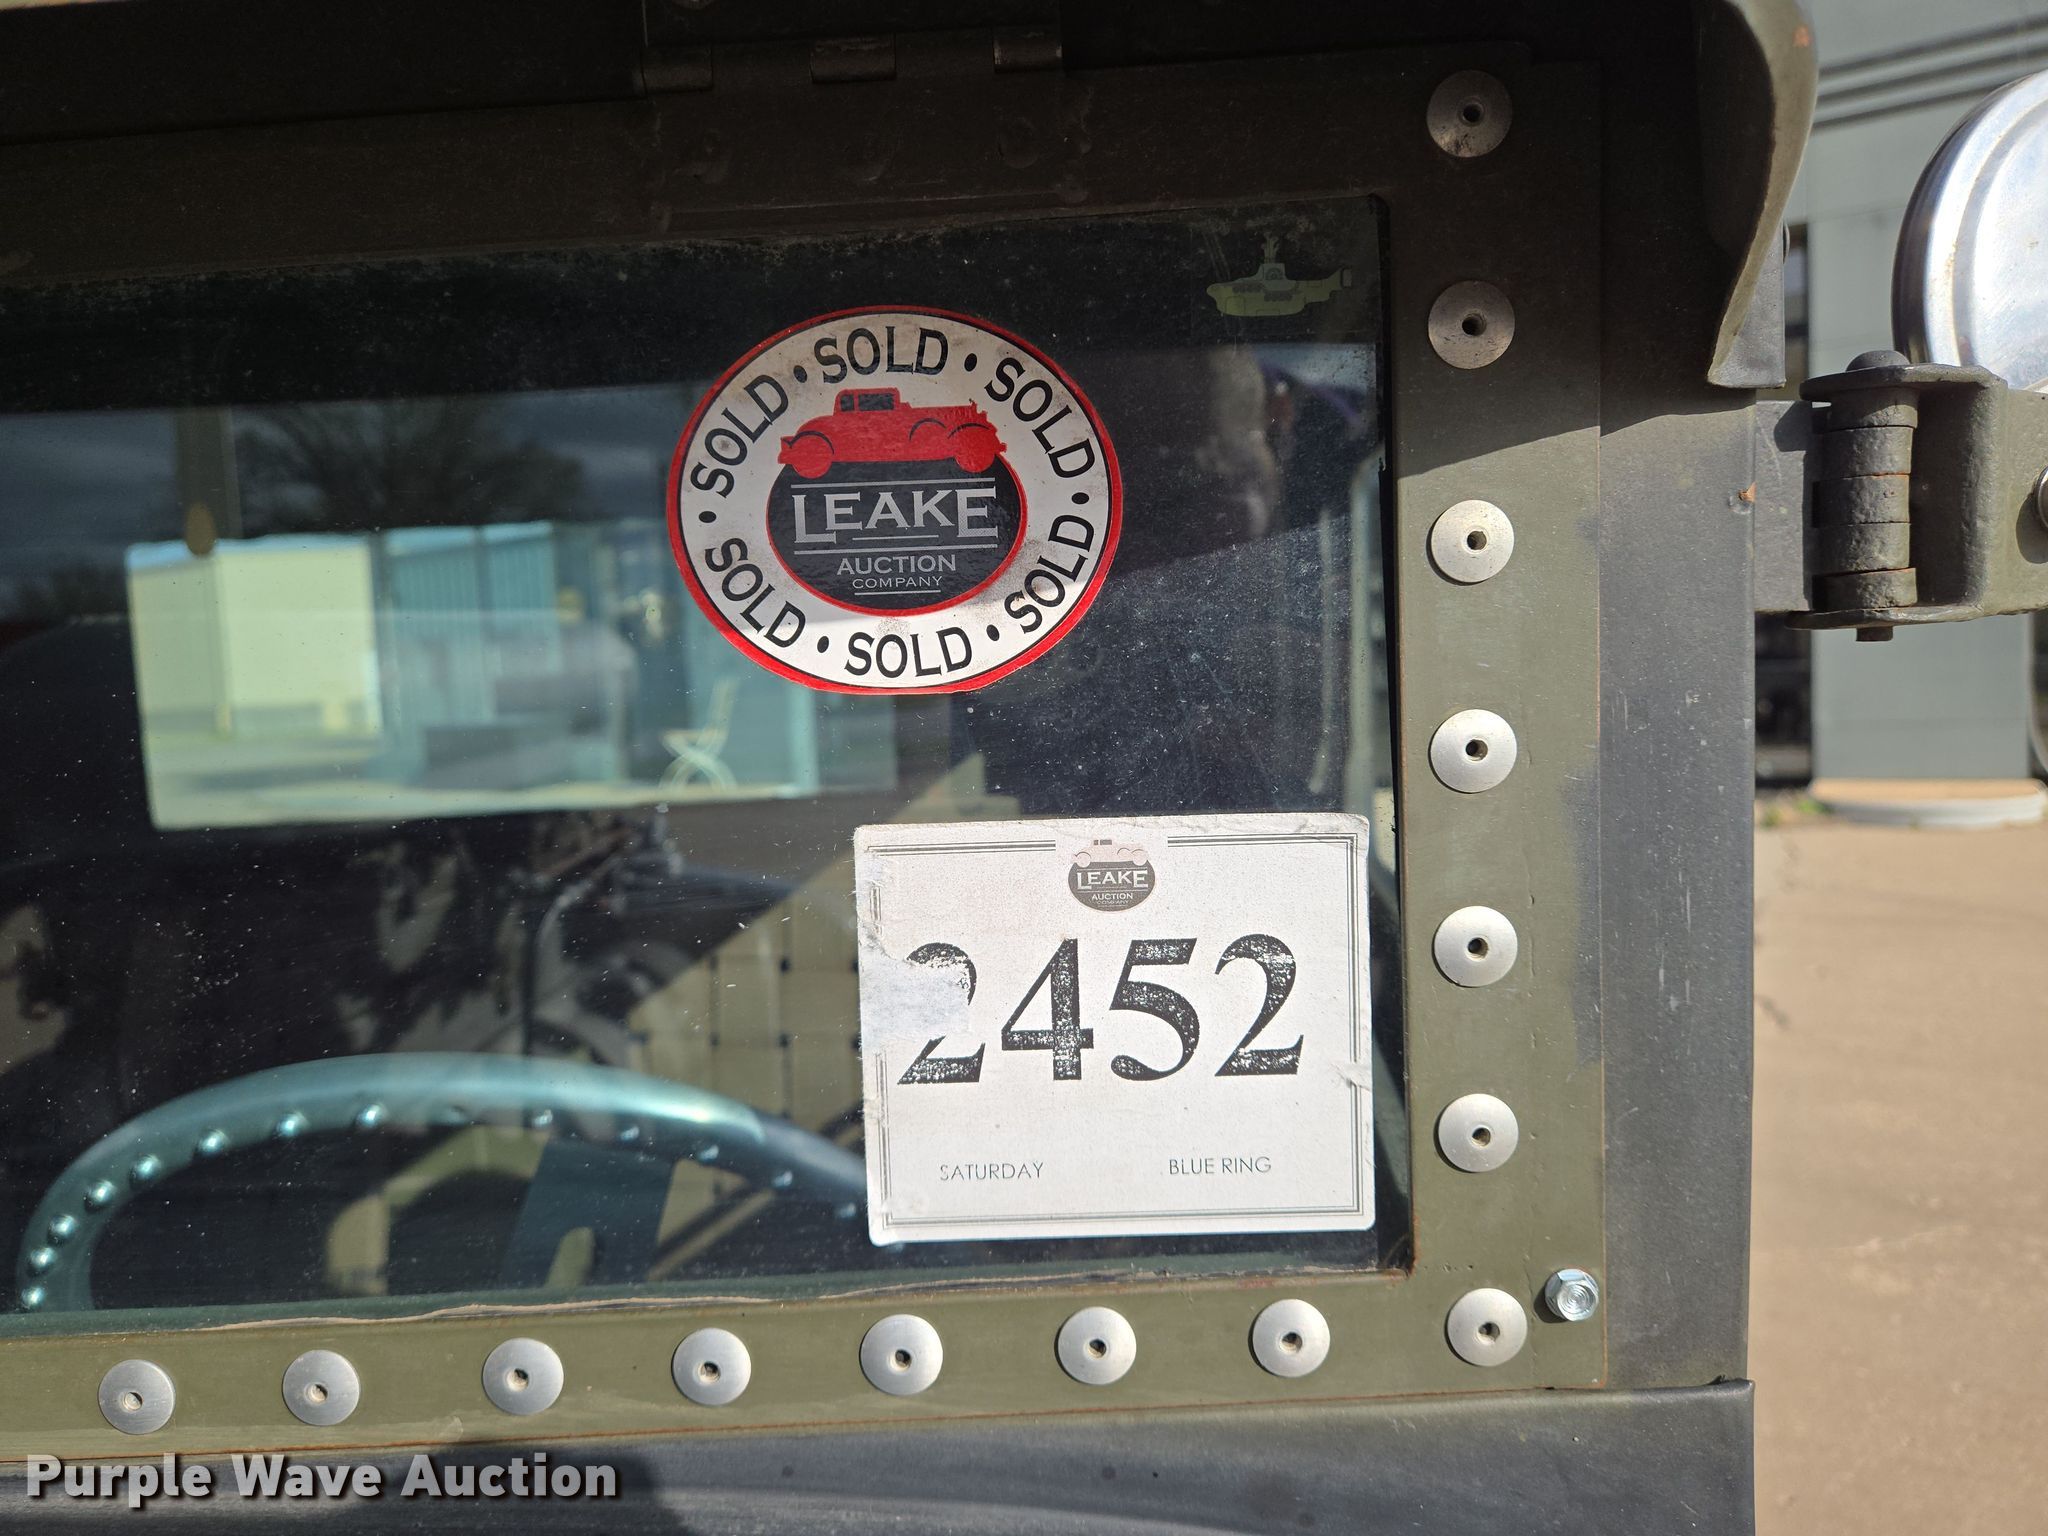 SOLD • SOLD • SOLD • SOLD • SOLD • SOLD •
LEAKE
AUCTION
COMPANY
LEAKE
AUCTION
COMPANY
2452
SATURDAY BLUE RING
Purple Wave Auction